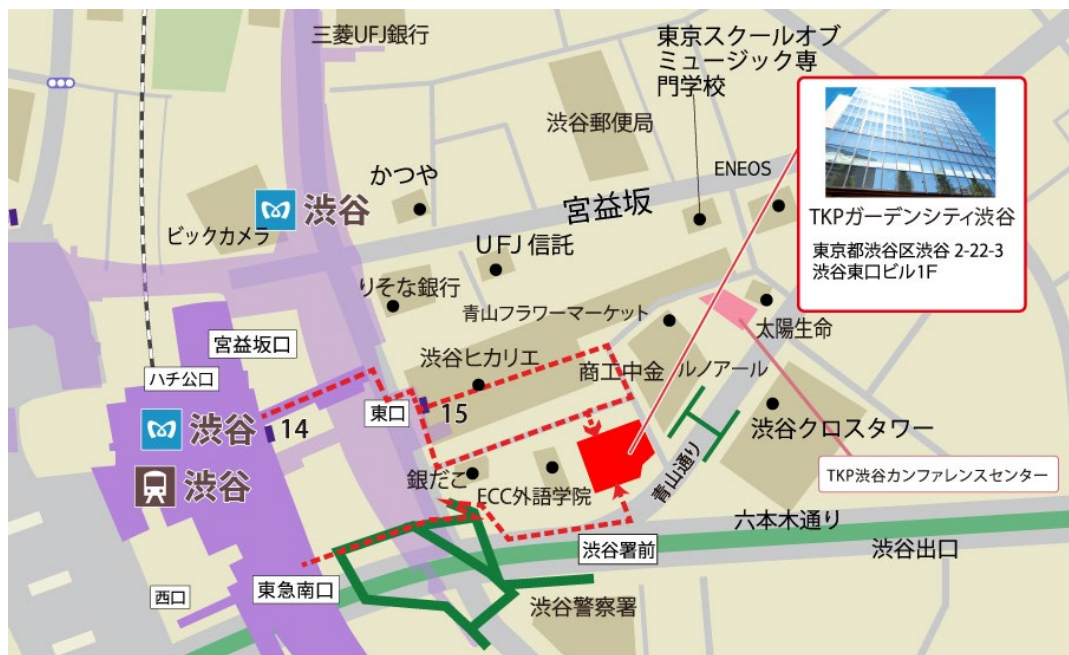 三菱UFJ銀行
東京スクールオブ
ミュージック専
門学校
渋谷郵便局
ENEOS
かつや
宮益坂
渋谷
ビックカメラ
UFJ 信託
TKPガーデンシティ渋谷
東京都渋谷区渋谷 2-22-3
渋谷東口ビル1F
りそな銀行
青山フラワーマーケット
太陽生命
宮益坂口
渋谷ヒカリエ
商工中金
ルノアール
ハチ公口
東口
15
14
渋谷
渋谷クロスタワー
渋谷
銀だこ
ECC外語学院
青山通り
TKP渋谷カンファレンスセンター
六本木通り
渋谷署前
渋谷出口
東急南口
西口
渋谷警察署